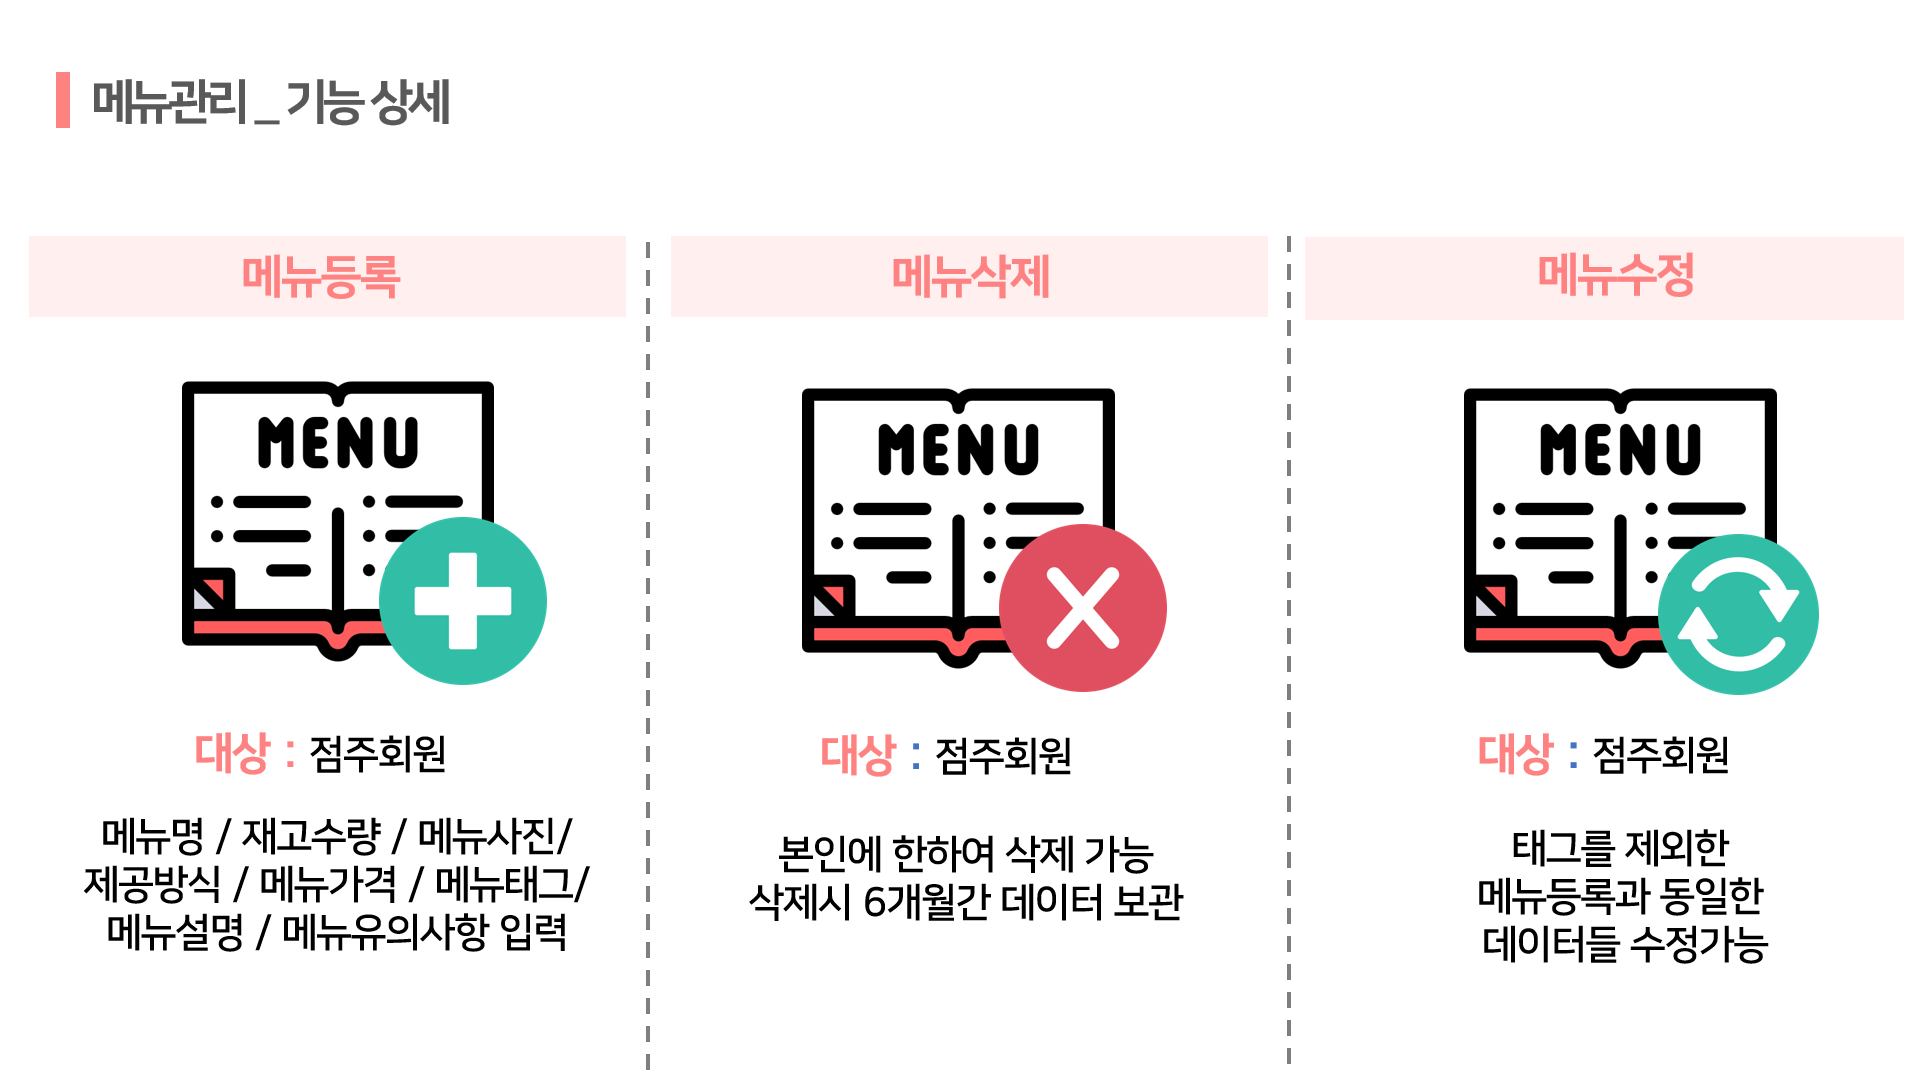 메뉴관리 _ 기능 상세
메뉴등록
MENU
대상 : 점주회원
메뉴명 / 재고수량 / 메뉴사진/
제공방식 / 메뉴가격 / 메뉴태그/
메뉴설명 / 메뉴유의사항 입력
메뉴삭제
MENU
대상 : 점주회원
본인에 한하여 삭제 가능
삭제시 6개월간 데이터 보관
메뉴수정
MENU
대상 : 점주회원
태그를 제외한
메뉴등록과 동일한
데이터들 수정가능